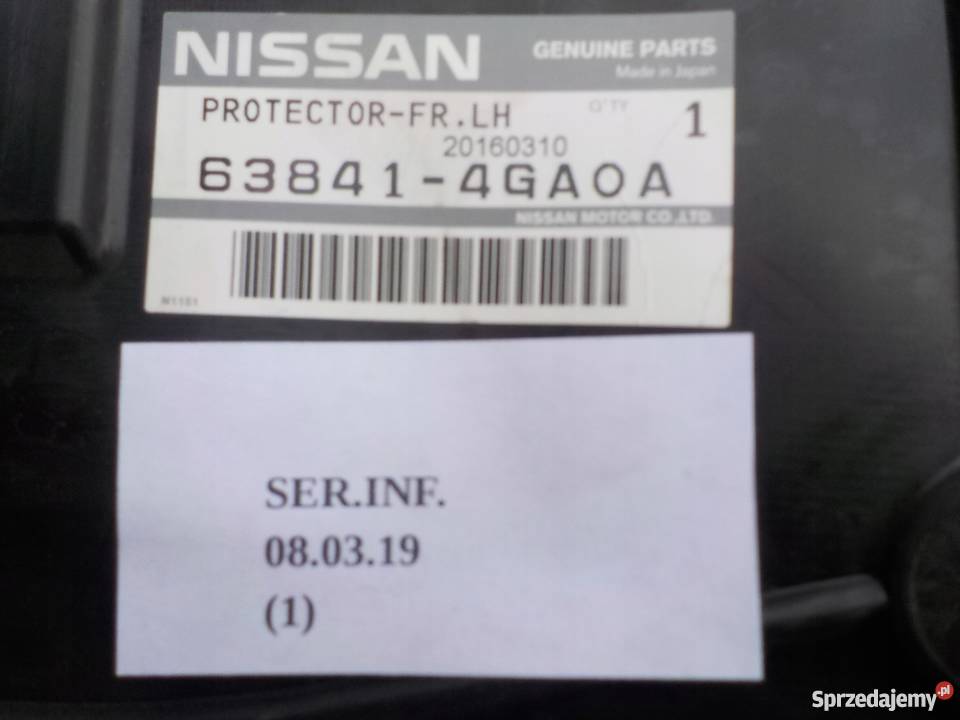 NISSAN
GENUINE PARTS
Made in Japan
PROTECTOR-FR.LH
Q'TY
1
20160310
63841-4GA0A
NISSAN MOTOR CO.,LTD.
N1151
SER.INF.
08.03.19
(1)
Sprzedajemy.pl